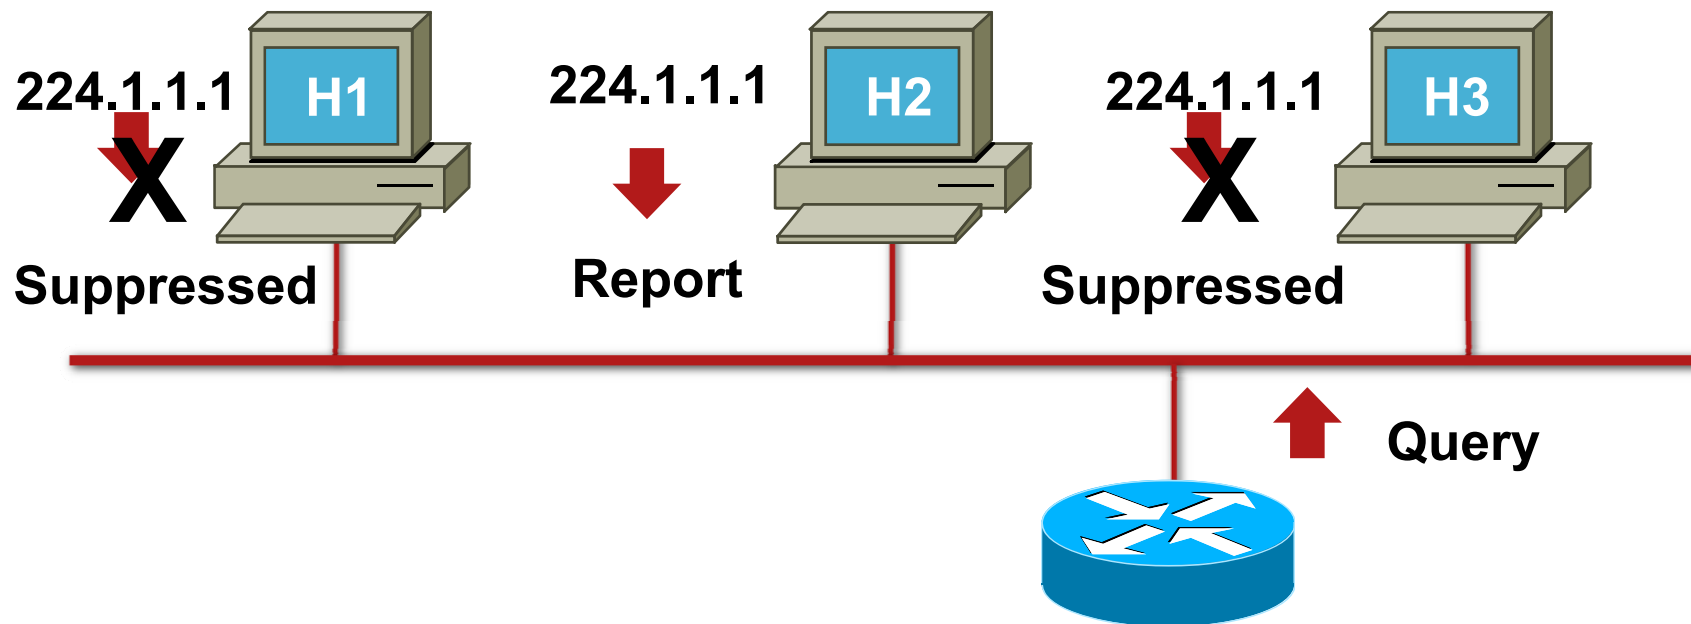 224.1.1.1
H1
224.1.1.1
H2
224.1.1.1
H3
X
X
Suppressed
Report
Suppressed
Query